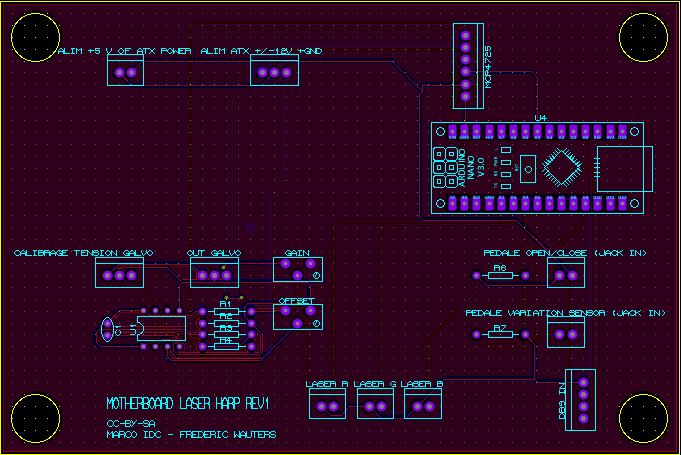 ALIM +5 V OF ATX POWER
ALIM ATX +/-12V +GND
MCP4725
U4
ARDUINO
NANO
V3.0
CALIBRAGE TENSION GALVO
OUT GALVO
GAIN
PEDALE OPEN/CLOSE (JACK IN)
R6
OFFSET
PEDALE VARIATION SENSOR (JACK IN)
R7
C1
U1
R1
R2
R3
R4
LASER R
LASER G
LASER B
DB9 IN
MOTHERBOARD LASER HARP REV1
CC-BY-SA
MARCO IDC - FREDERIC WAUTERS